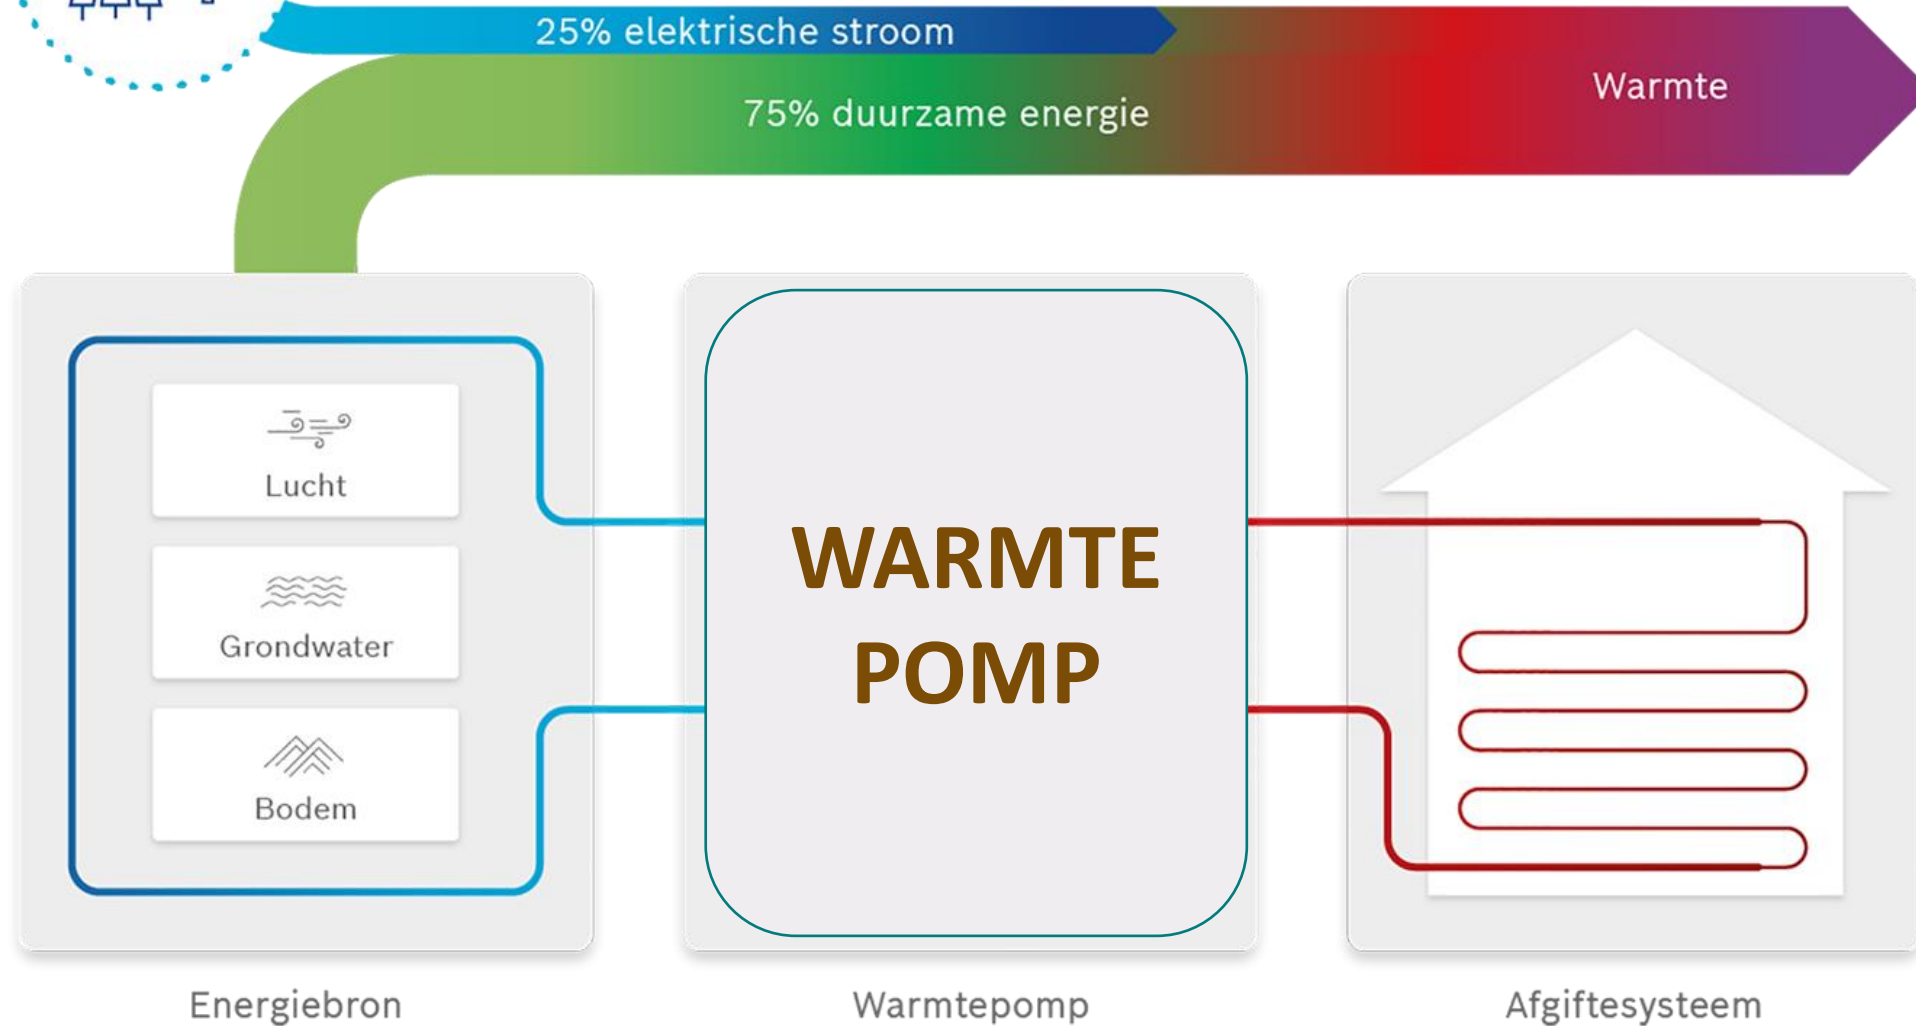 25% elektrische stroom
75% duurzame energie
Warmte
Lucht
Grondwater
Bodem
WARMTE
POMP
Energiebron
Warmtepomp
Afgiftesysteem